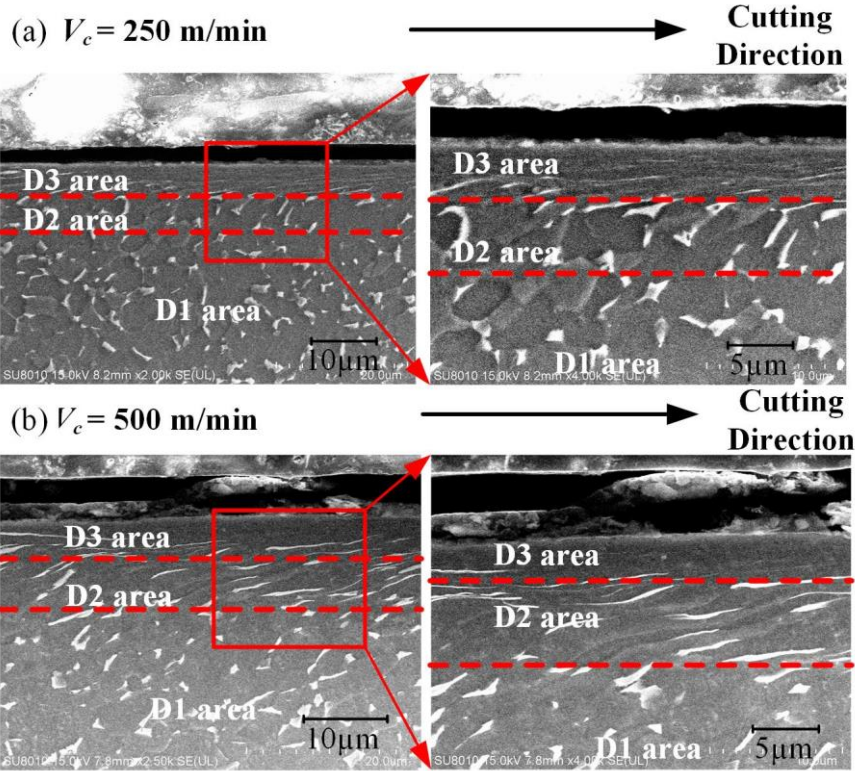 (a) Vc = 250 m/min
Cutting
Direction
D3 area
D2 area
D1 area
10μm
SU8010 15.0kV 8.2mm x2.00k SE(UL)
20.0um
D3 area
D2 area
D1 area
5μm
SU8010 15.0kV 8.2mm x4.00k SE(UL)
10.0um
(b) Vc = 500 m/min
Cutting
Direction
D3 area
D2 area
D1 area
10μm
SU8010 15.0kV 7.8mm x2.50k SE(UL)
20.0um
D3 area
D2 area
D1 area
5μm
SU8010 15.0kV 7.8mm x4.00k SE(UL)
10.0um